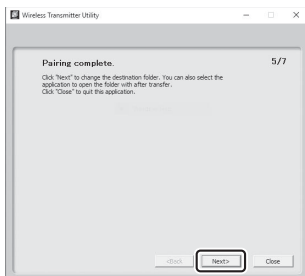 Wireless Transmitter Utility
Pairing complete.
5/7
Click "Next" to change the destination folder. You can also select the
application to open the folder with after transfer.
Click "Close" to quit this application.
<Back
Next>
Close